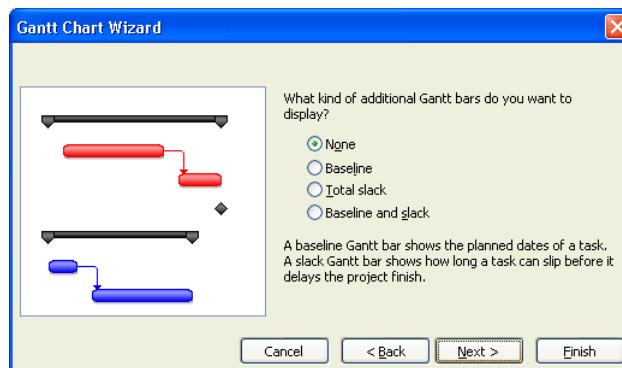 Gantt Chart Wizard
What kind of additional Gantt bars do you want to
display?
None
Baseline
Total slack
Baseline and slack
A baseline Gantt bar shows the planned dates of a task.
A slack Gantt bar shows how long a task can slip before it
delays the project finish.
Cancel
< Back
Next >
Finish